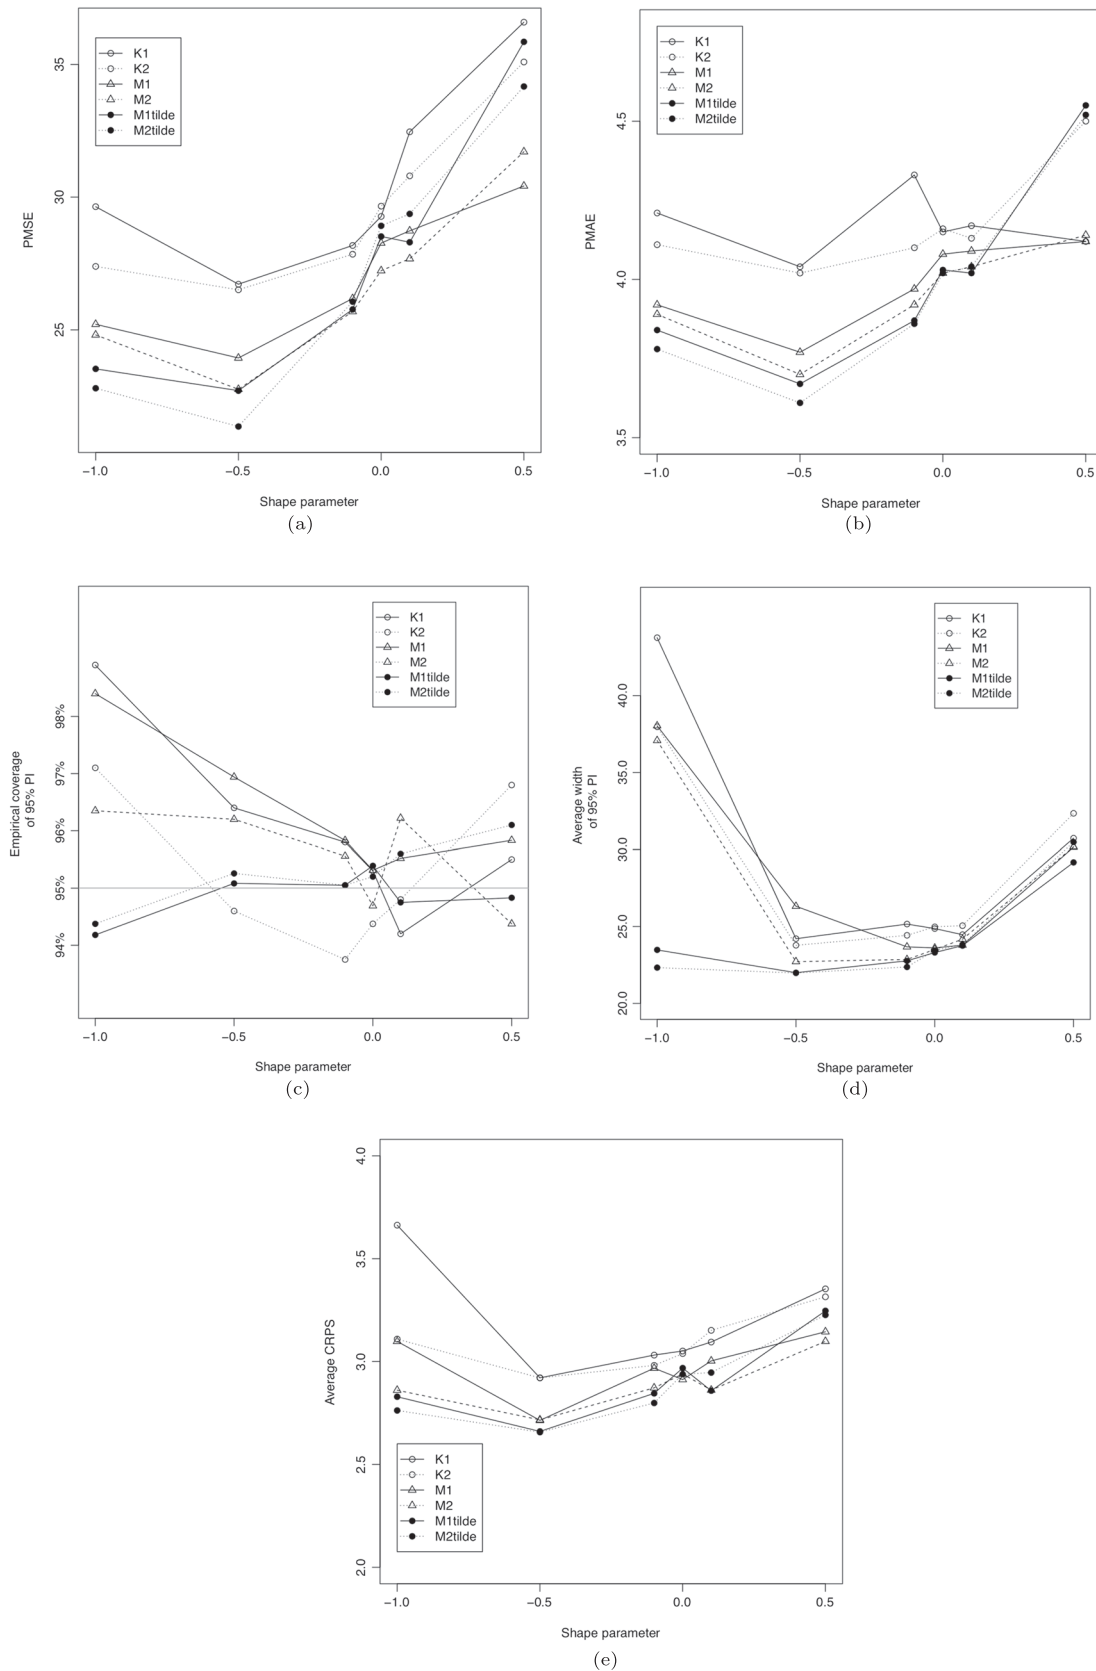 K1
K2
M1
M2
M1tilde
M2tilde
35
30
25
PMSE
−1.0
−0.5
0.0
0.5
Shape parameter
(a)
K1
K2
M1
M2
M1tilde
M2tilde
4.5
4.0
3.5
PMAE
−1.0
−0.5
0.0
0.5
Shape parameter
(b)
K1
K2
M1
M2
M1tilde
M2tilde
98%
97%
96%
95%
94%
Empirical coverage
of 95% PI
−1.0
−0.5
0.0
0.5
Shape parameter
(c)
K1
K2
M1
M2
M1tilde
M2tilde
40.0
35.0
30.0
25.0
20.0
Average width
of 95% PI
−1.0
−0.5
0.0
0.5
Shape parameter
(d)
4.0
3.5
3.0
2.5
2.0
Average CRPS
K1
K2
M1
M2
M1tilde
M2tilde
−1.0
−0.5
0.0
0.5
Shape parameter
(e)